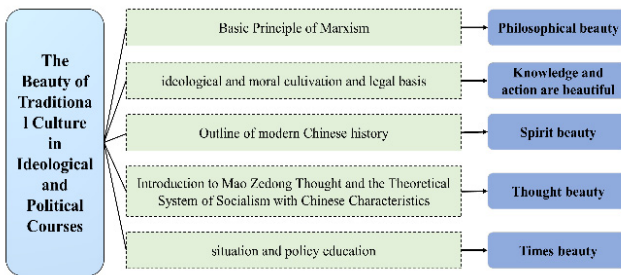 The
Beauty of
Traditiona
l Culture
in
Ideological
and
Political
Courses
Basic Principle of Marxism
Philosophical beauty
ideological and moral cultivation and legal basis
Knowledge and
action are beautiful
Outline of modern Chinese history
Spirit beauty
Introduction to Mao Zedong Thought and the Theoretical
System of Socialism with Chinese Characteristics
Thought beauty
situation and policy education
Times beauty